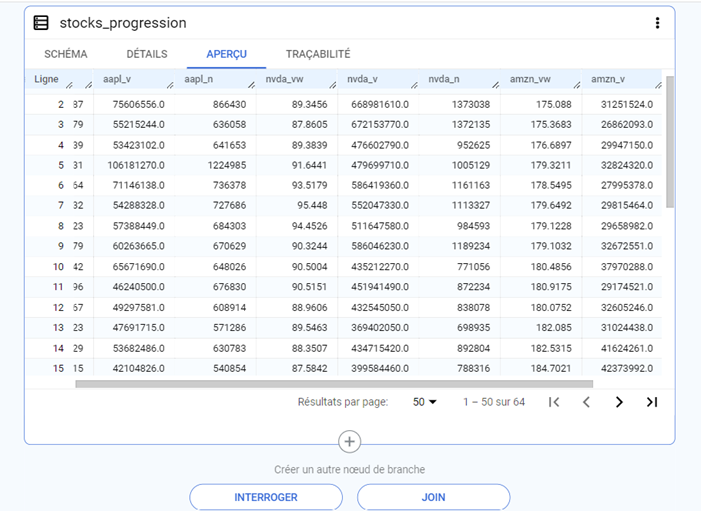 stocks_progression
SCHÉMA DÉTAILS APERÇU TRAÇABILITÉ
Ligne aapl_v aapl_n nvda_vw nvda_v nvda_n amzn_vw amzn_v
2 37 75606556.0 866430 89.3456 668981610.0 1373038 175.088 31251524.0
3 79 55215244.0 636058 87.8605 672153770.0 1372135 175.3683 26862093.0
4 39 53423102.0 641653 89.3839 476602790.0 952625 176.6897 29947150.0
5 31 106181270.0 1224985 91.6441 479699710.0 1005129 179.3211 32824320.0
6 64 71146138.0 736378 93.5179 586419360.0 1161163 178.5495 27995378.0
7 32 54288328.0 727686 95.448 552047330.0 1113327 179.6492 29815464.0
8 23 57388449.0 684303 94.4526 511647580.0 984593 179.1228 29658982.0
9 79 60263665.0 670629 90.3244 586046230.0 1189234 179.1032 32672551.0
10 42 65671690.0 648026 90.5004 435212270.0 771056 180.4856 37970288.0
11 96 46240500.0 676830 90.5151 451941490.0 872234 180.9175 29174521.0
12 67 49297581.0 608914 88.9606 432545050.0 838078 180.0752 32605246.0
13 23 47691715.0 571286 89.5463 369402050.0 698935 182.085 31024438.0
14 29 53682486.0 630783 88.3507 434715420.0 892804 182.5315 41624261.0
15 15 42104826.0 540854 87.5842 399584460.0 788316 184.7021 42373992.0
Résultats par page: 50 1 – 50 sur 64
Créer un autre nœud de branche
INTERROGER JOIN